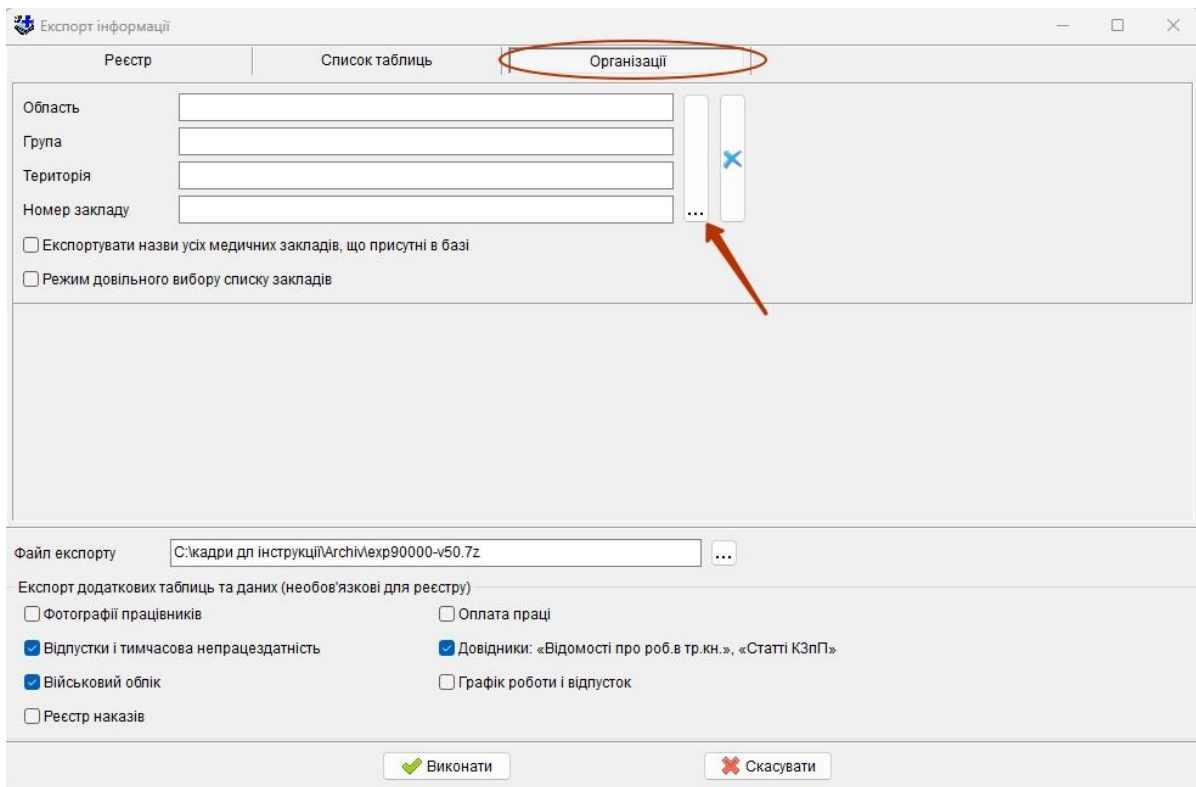 Експорт інформації
Реєстр Список таблиць Організації
Область
Група
Територія
Номер закладу ...
Експортувати назви усіх медичних закладів, що присутні в базі
Режим довільного вибору списку закладів
Файл експорту C:\кадри дп інструкції\Archiv\exp90000-v50.7z ...
Експорт додаткових таблиць та даних (необов'язкові для реєстру)
Фотографії працівників Оплата праці
Відпустки і тимчасова непрацездатність Довідники: «Відомості про роб.в тр.кн.», «Статті КЗпП»
Військовий облік Графік роботи і відпусток
Реєстр наказів
Виконати Скасувати